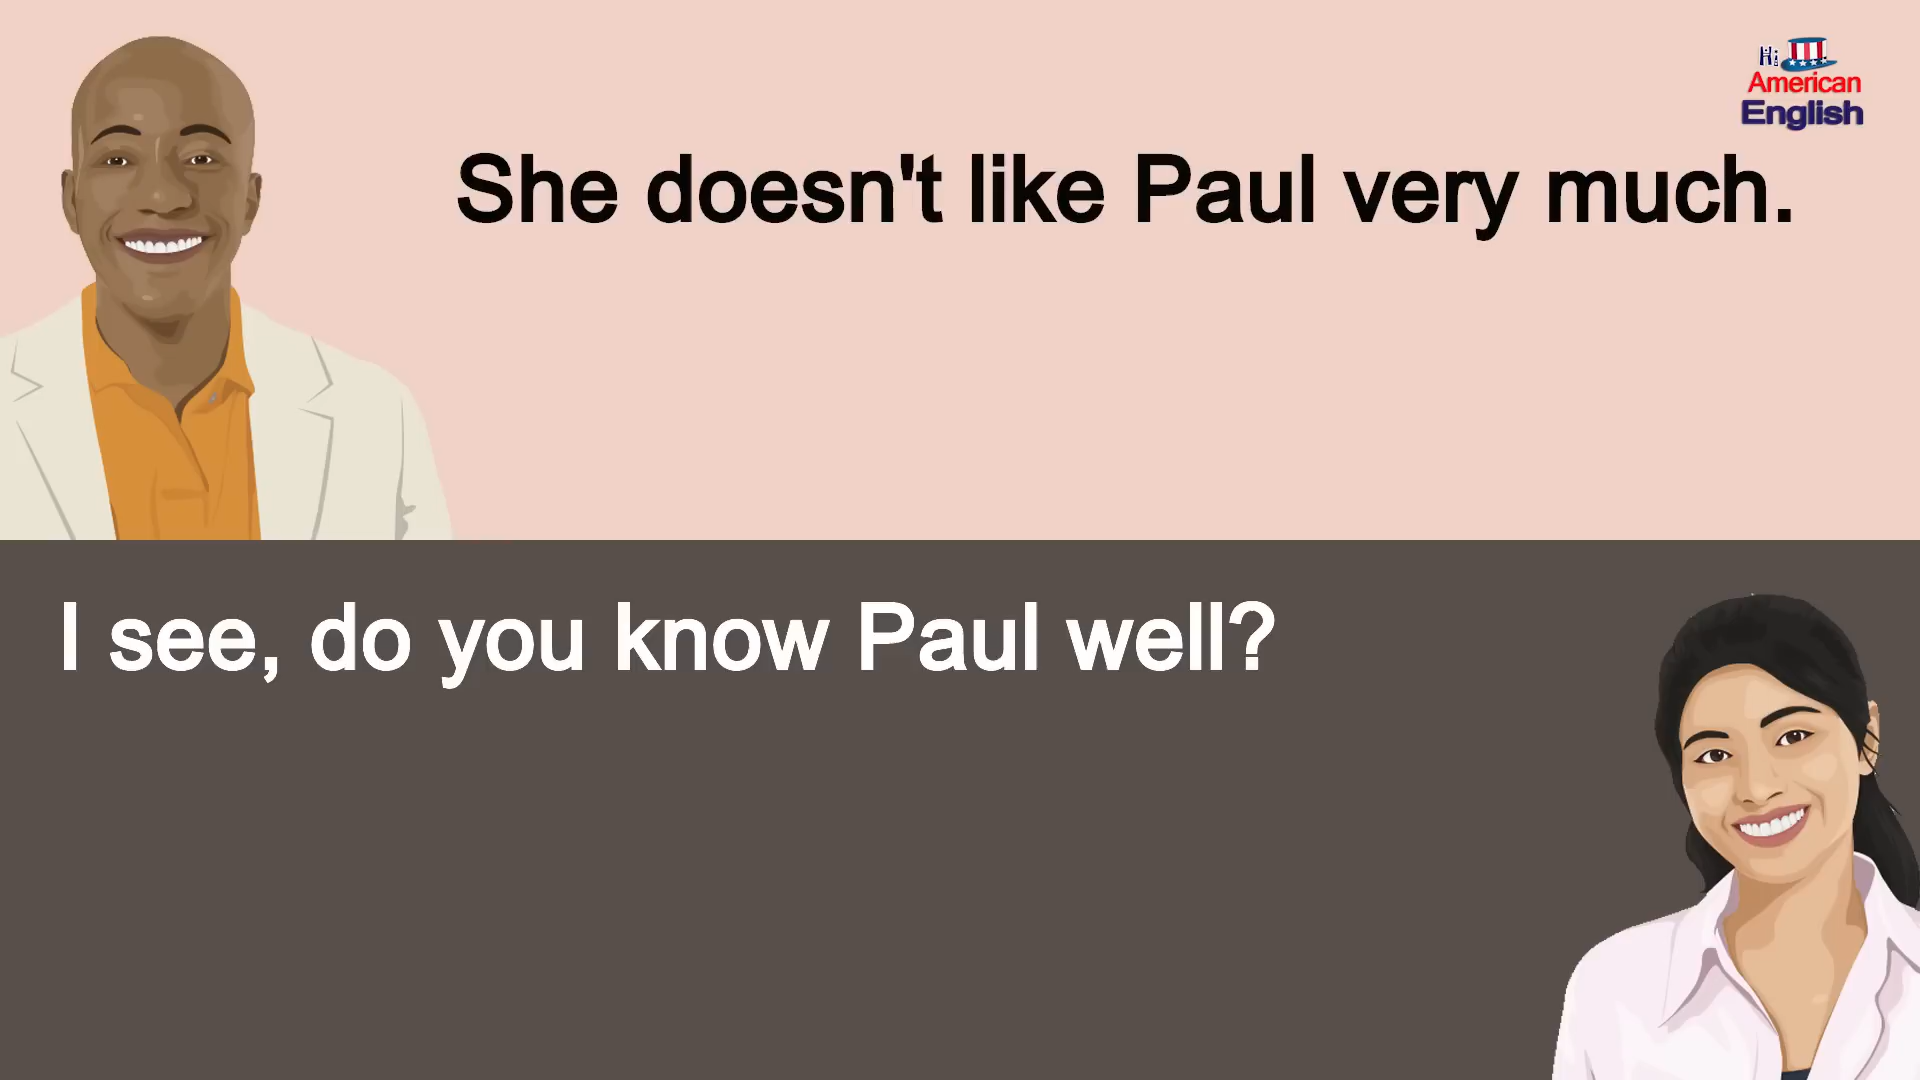 Hi
American
English
She doesn't like Paul very much.
I see, do you know Paul well?